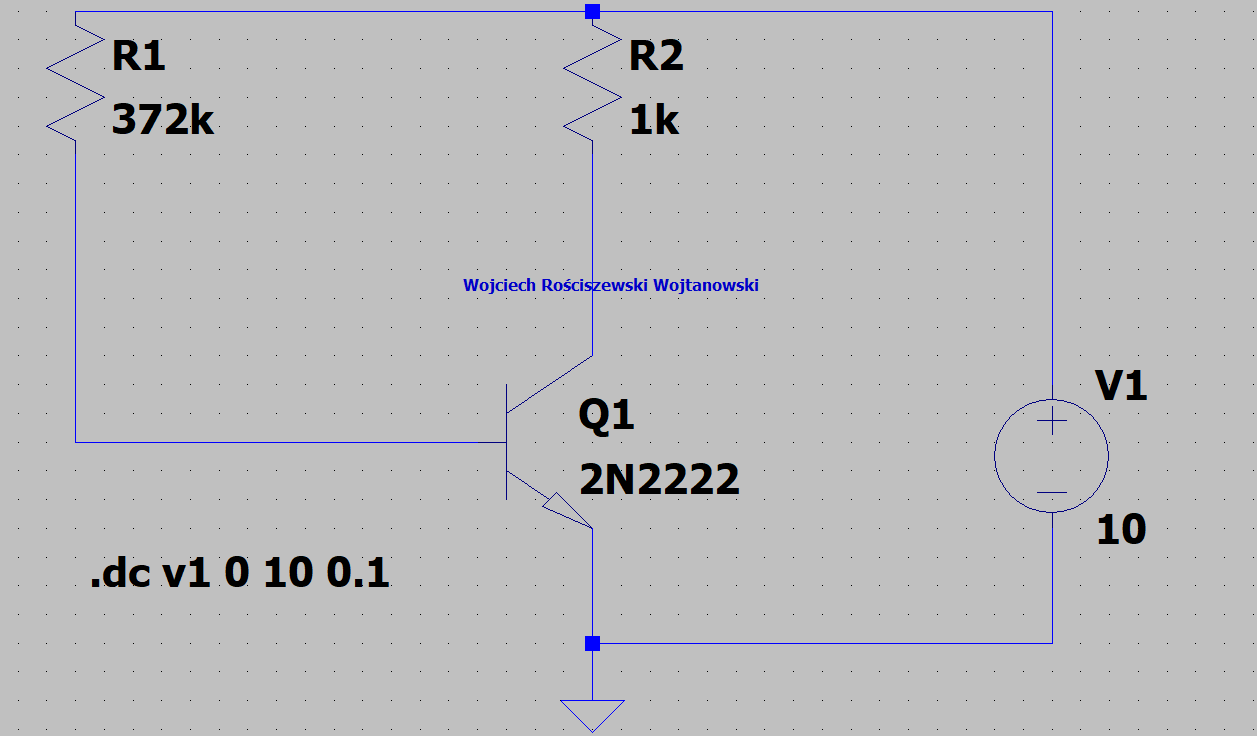 R1
372k
R2
1k
Wojciech Rościszewski Wojtanowski
Q1
2N2222
V1
10
.dc v1 0 10 0.1